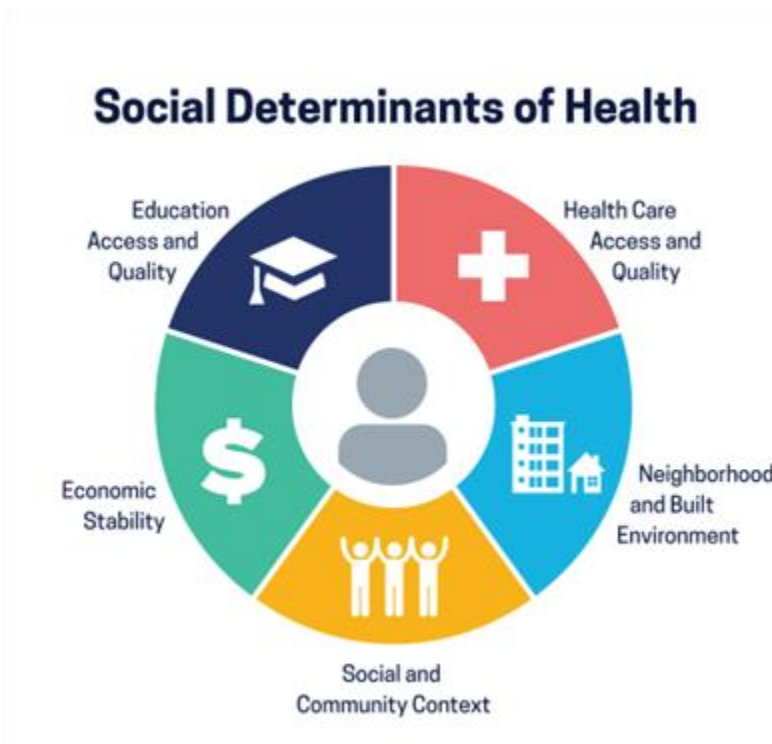 Social Determinants of Health
Education
Access and
Quality
Health Care
Access and
Quality
Economic
Stability
Neighborhood
and Built
Environment
Social and
Community Context